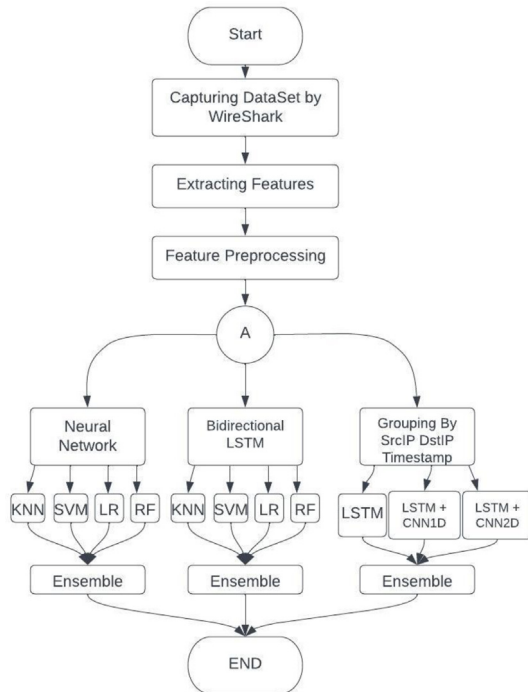 Start
Capturing DataSet by
WireShark
Extracting Features
Feature Preprocessing
A
Neural
Network
Bidirectional
LSTM
Grouping By
SrcIP DstIP
Timestamp
KNN
SVM
LR
RF
KNN
SVM
LR
RF
LSTM
LSTM +
CNN1D
LSTM +
CNN2D
Ensemble
Ensemble
Ensemble
END